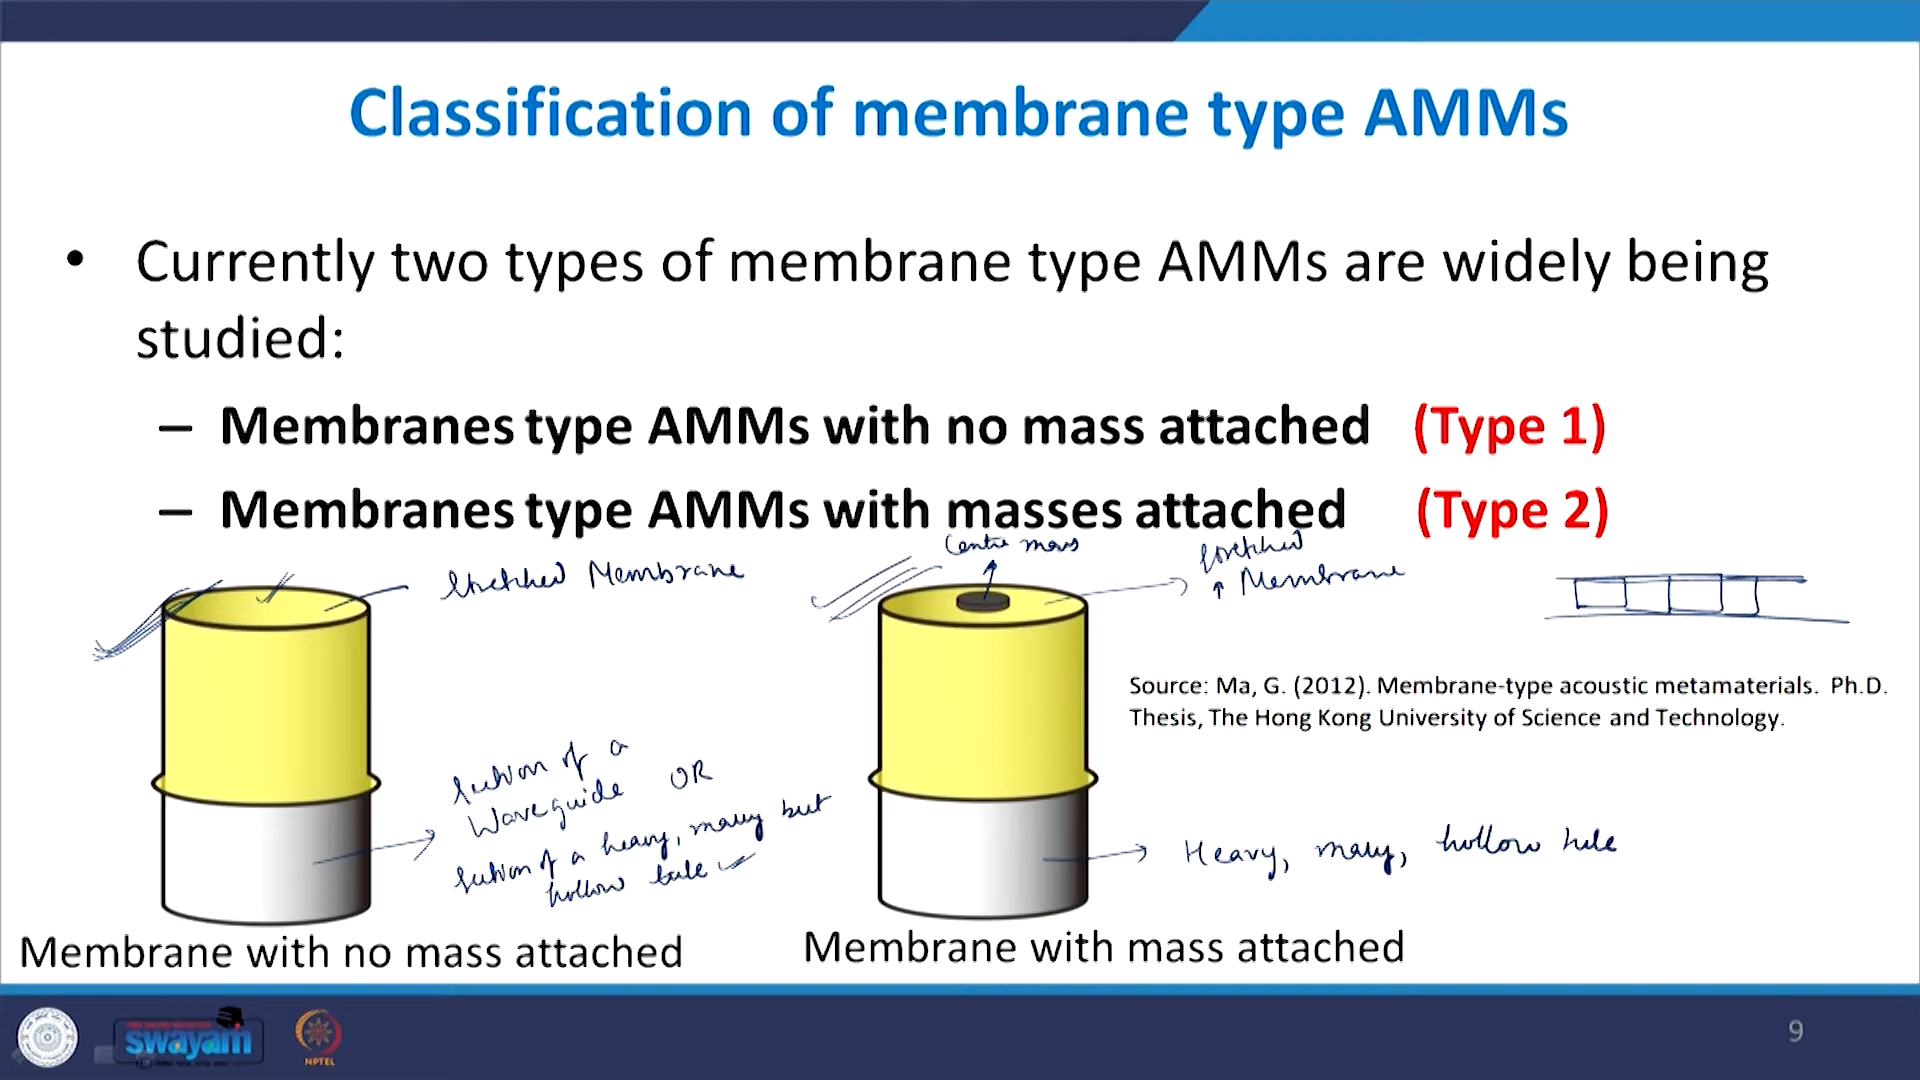 Classification of membrane type AMMs
• Currently two types of membrane type AMMs are widely being
studied:
– Membranes type AMMs with no mass attached (Type 1)
– Membranes type AMMs with masses attached (Type 2)
Centre mass
Stretched
Membrane
Stretched Membrane
Source: Ma, G. (2012). Membrane-type acoustic metamaterials. Ph.D.
Thesis, The Hong Kong University of Science and Technology.
Section of a
Waveguide OR
Section of a heavy, massy but
hollow tube
Heavy, massy, hollow tube
Membrane with no mass attached
Membrane with mass attached
swayam
NPTEL
9